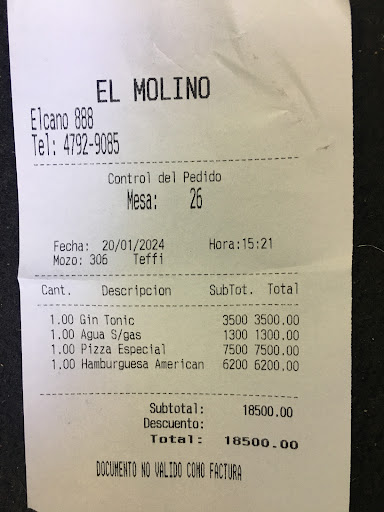 EL MOLINO
Elcano 888
Tel: 4792-9085
Control del Pedido
Mesa: 26
Fecha: 20/01/2024 Hora:15:21
Mozo: 306 Teffi
Cant. Descripcion SubTot. Total
1.00 Gin Tonic 3500 3500.00
1.00 Agua S/gas 1300 1300.00
1.00 Pizza Especial 7500 7500.00
1.00 Hamburguesa American 6200 6200.00
Subtotal: 18500.00
Descuento:
Total: 18500.00
DOCUMENTO NO VALIDO COMO FACTURA